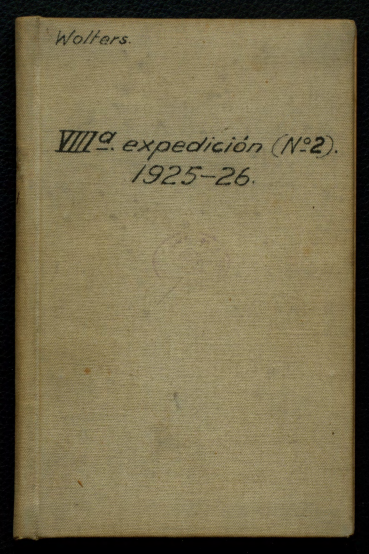 Wolters.
VIIIª. expedición (Nº2).
1925-26.